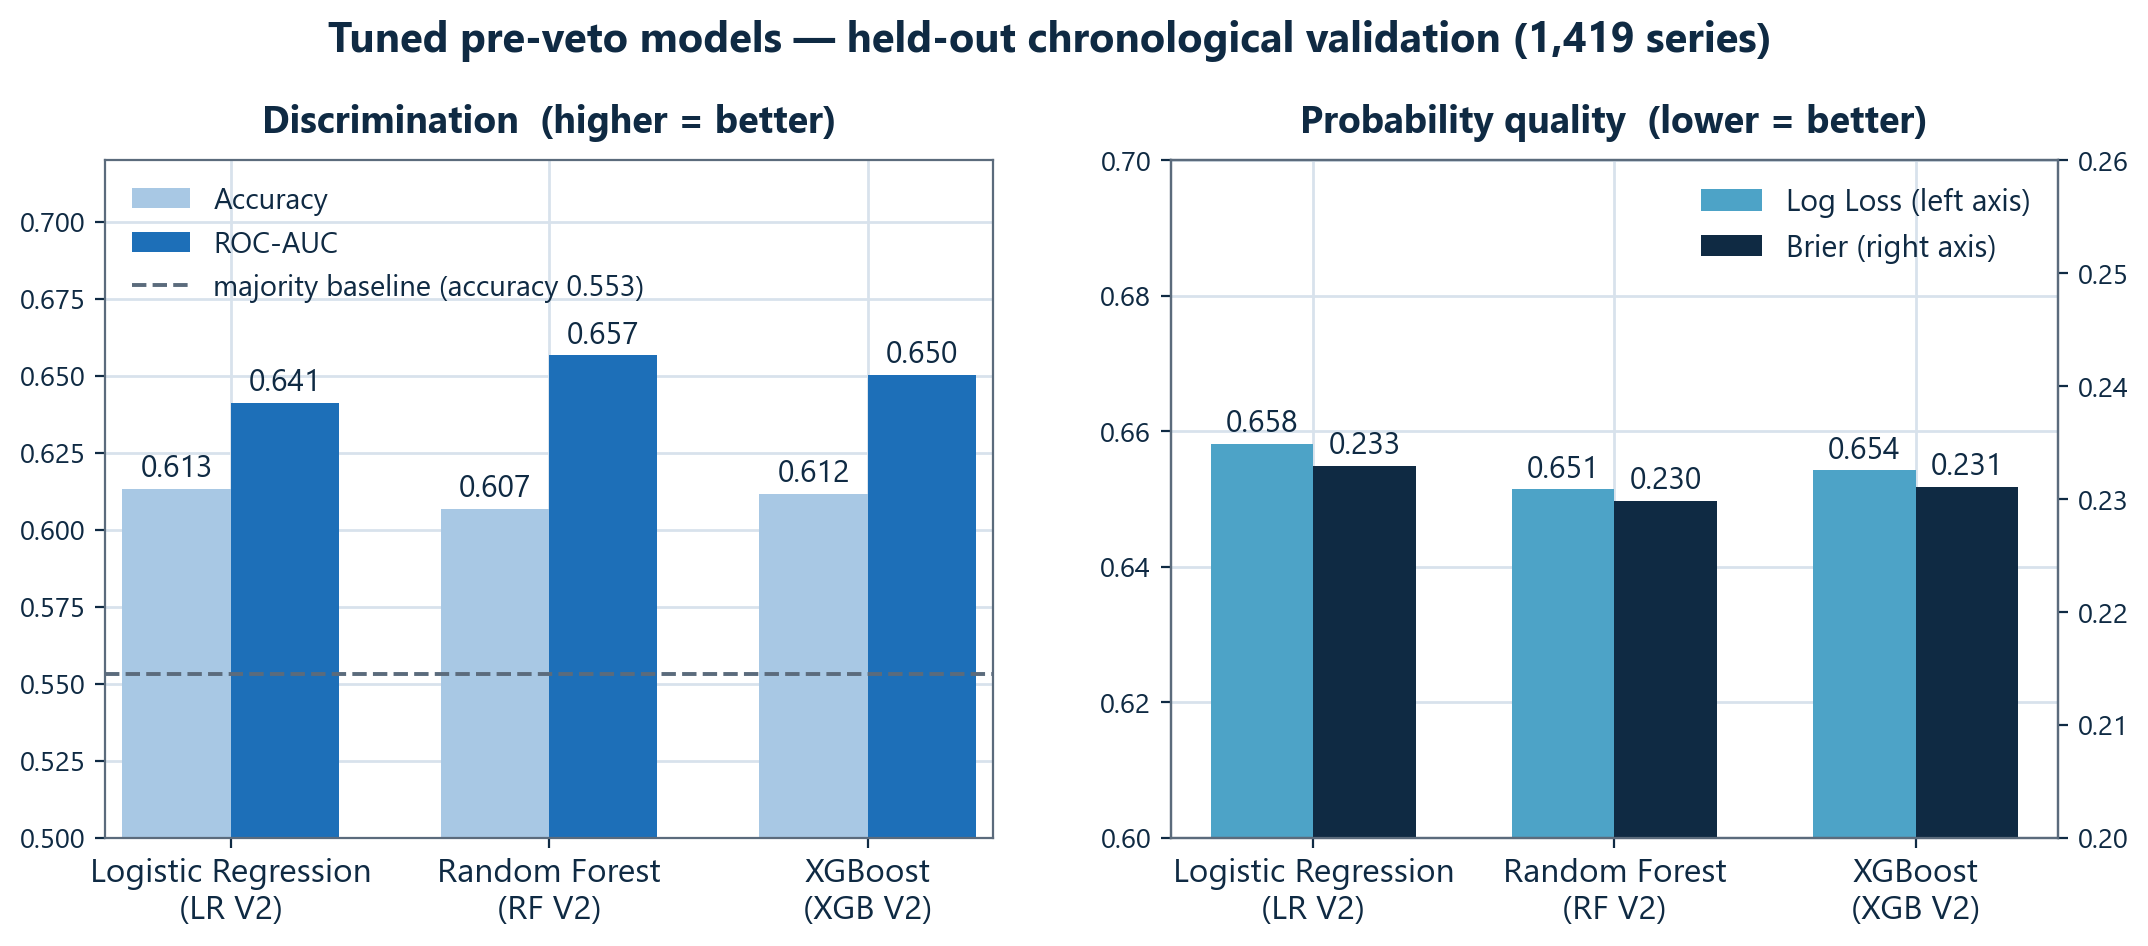 Tuned pre-veto models — held-out chronological validation (1,419 series)
Discrimination (higher = better)
Accuracy
ROC-AUC
majority baseline (accuracy 0.553)
0.700
0.675
0.650
0.625
0.600
0.575
0.550
0.525
0.500
0.613
0.641
0.607
0.657
0.612
0.650
Logistic Regression
(LR V2)
Random Forest
(RF V2)
XGBoost
(XGB V2)
Probability quality (lower = better)
Log Loss (left axis)
Brier (right axis)
0.70
0.68
0.66
0.64
0.62
0.60
0.658
0.233
0.651
0.230
0.654
0.231
0.26
0.25
0.24
0.23
0.22
0.21
0.20
Logistic Regression
(LR V2)
Random Forest
(RF V2)
XGBoost
(XGB V2)